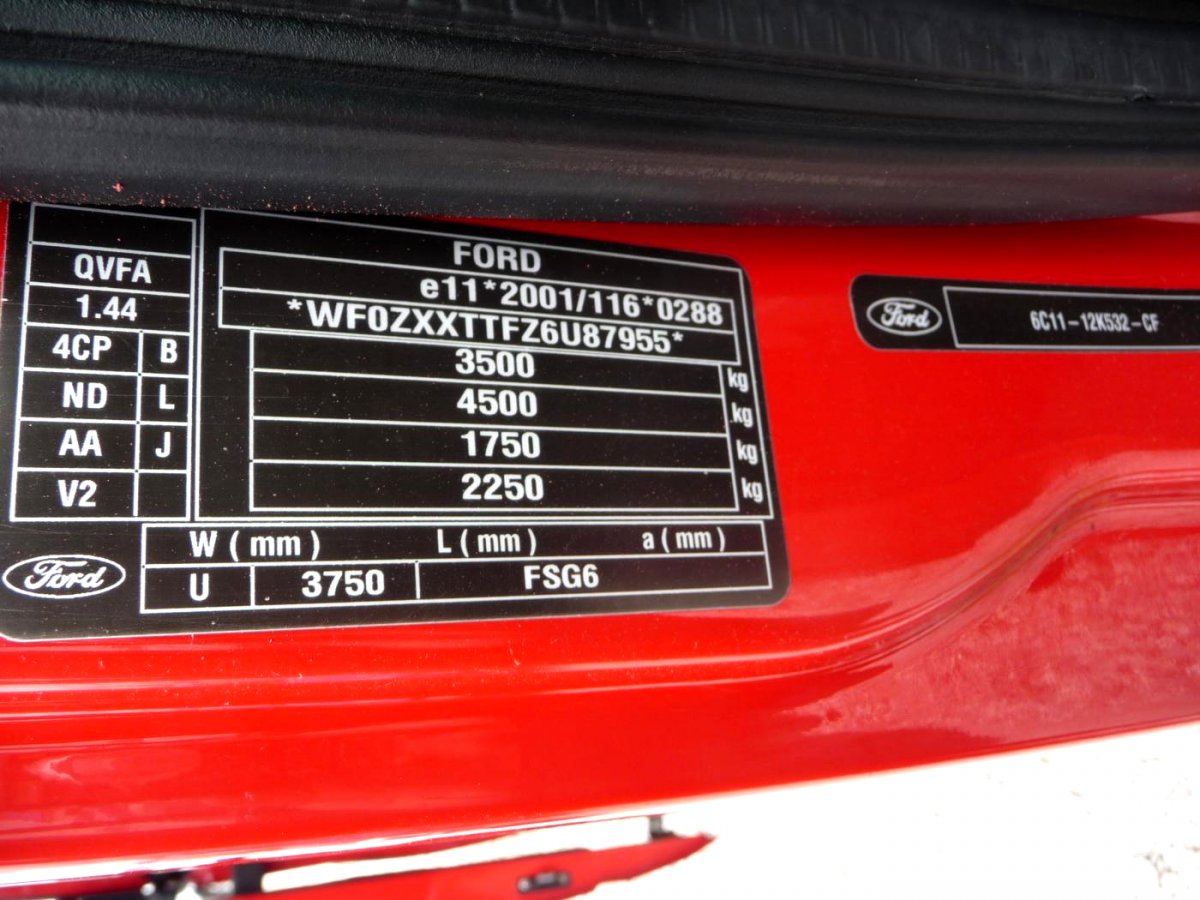 QVFA
1.44
4CP B
ND L
AA J
V2
FORD
e11*2001/116*0288
*WF0ZXXTTFZ6U87955*
3500 kg
4500 kg
1750 kg
2250 kg
W (mm) L (mm) a (mm)
U 3750 FSG6
Ford
Ford
6C11-12K532-CF